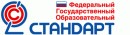 Федеральный
Государственный
Образовательный
СТАНДАРТ